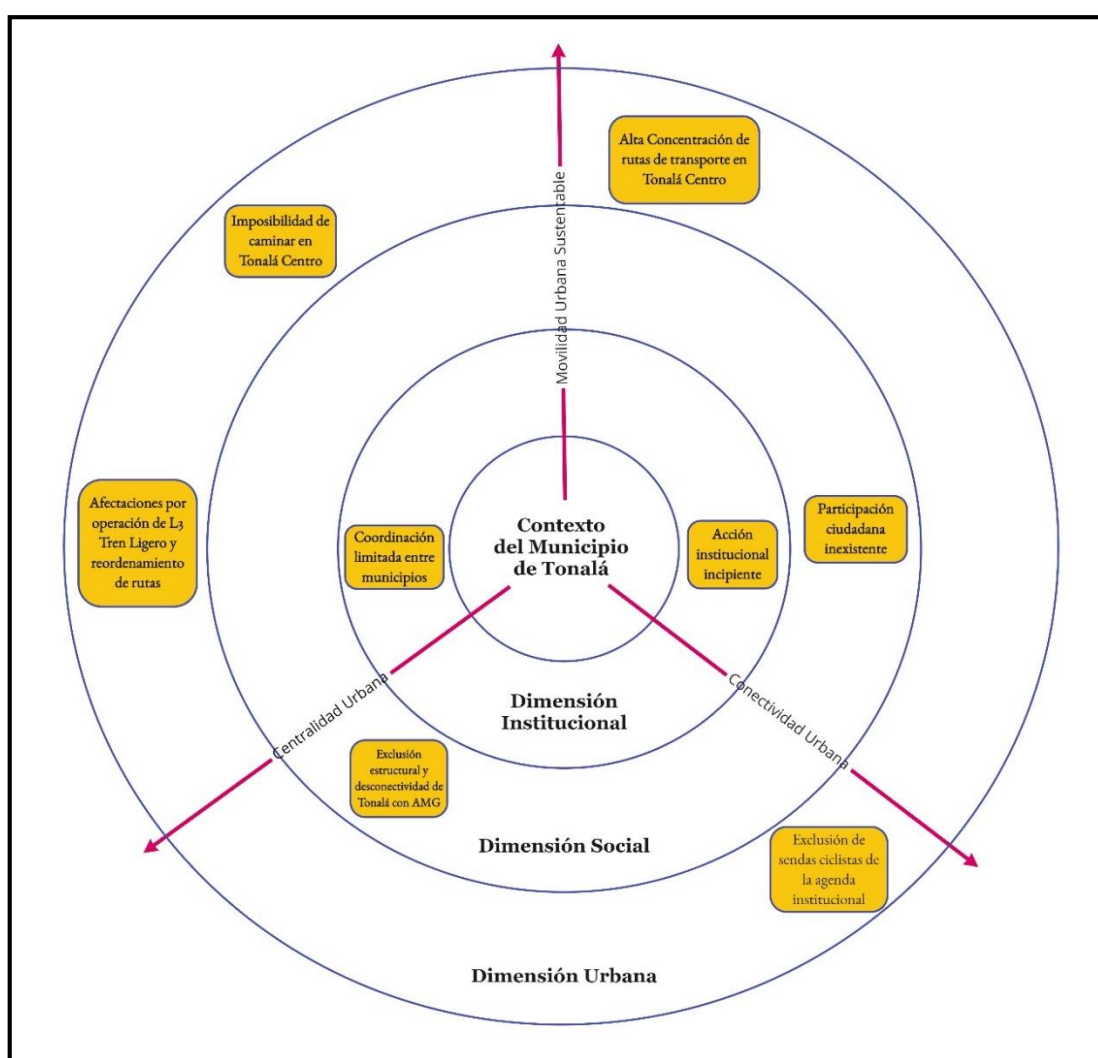 Alta Concentración de
rutas de transporte en
Tonalá Centro
Imposibilidad de
caminar en
Tonalá Centro
Movilidad Urbana Sustentable
Afectaciones por
operación de L3
Tren Ligero y
reordenamiento
de rutas
Coordinación
limitada entre
municipios
Contexto
del Municipio
de Tonalá
Acción
institucional
incipiente
Participación
ciudadana
inexistente
Centralidad Urbana
Conectividad Urbana
Dimensión
Institucional
Exclusión
estructural y
desconectividad de
Tonalá con AMG
Dimensión Social
Exclusión de
sendas ciclistas de
la agenda
institucional
Dimensión Urbana